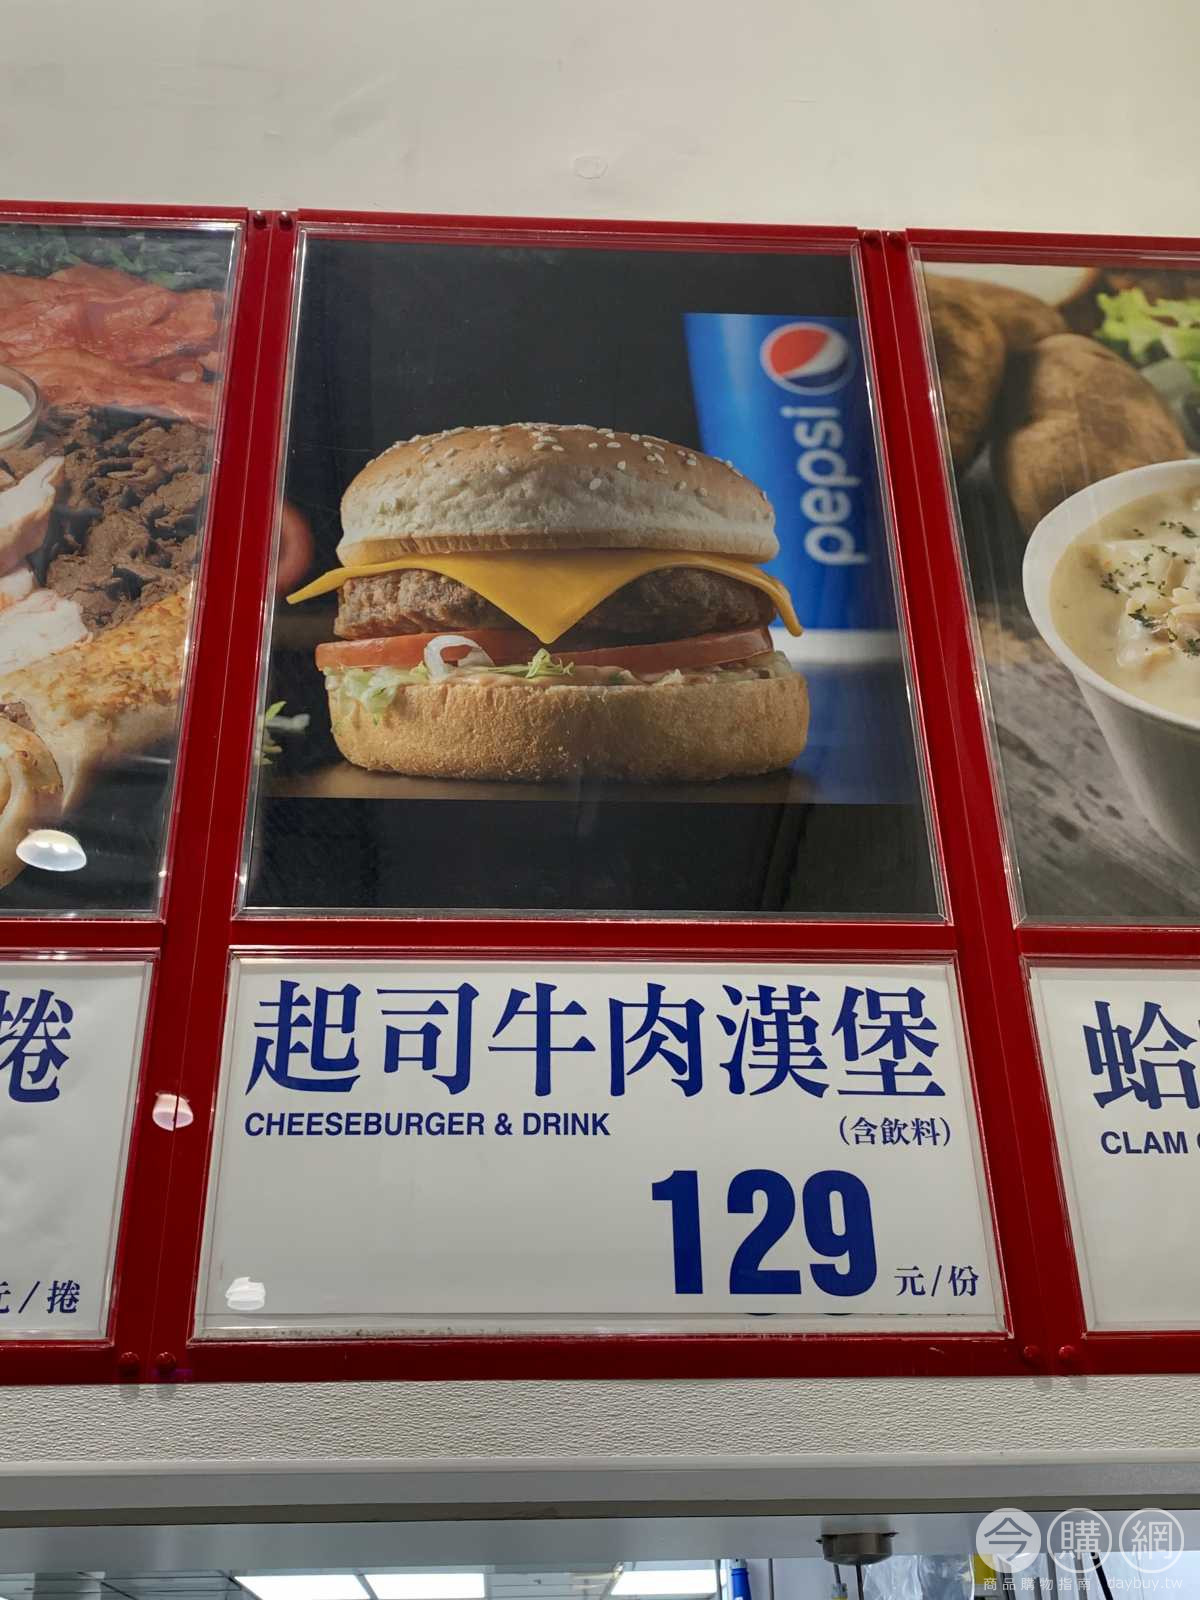 pepsi
捲
元/捲
起司牛肉漢堡
CHEESEBURGER & DRINK
(含飲料)
129 元/份
蛤
CLAM
今購網
商品購物指南 | daybuy.tw